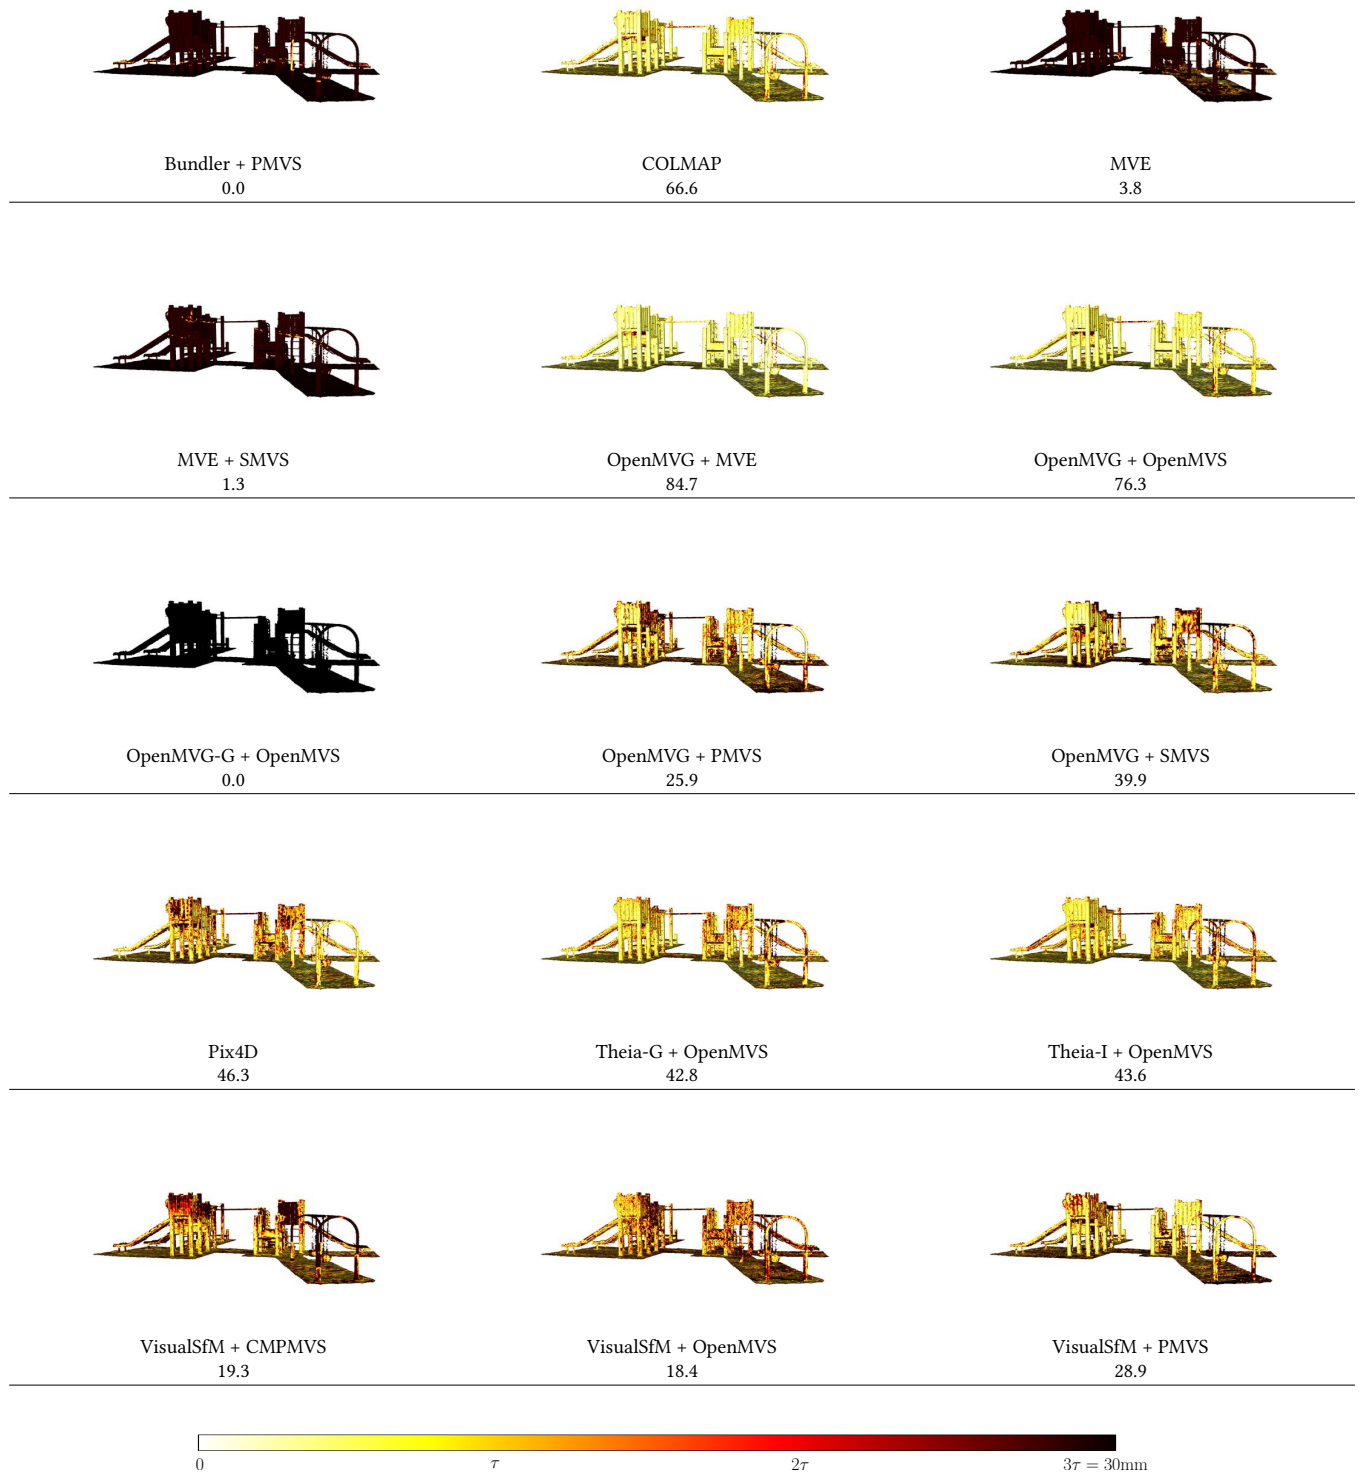 Bundler + PMVS
0.0
COLMAP
66.6
MVE
3.8
MVE + SMVS
1.3
OpenMVG + MVE
84.7
OpenMVG + OpenMVS
76.3
OpenMVG-G + OpenMVS
0.0
OpenMVG + PMVS
25.9
OpenMVG + SMVS
39.9
Pix4D
46.3
Theia-G + OpenMVS
42.8
Theia-I + OpenMVS
43.6
VisualSfM + CMPMVS
19.3
VisualSfM + OpenMVS
18.4
VisualSfM + PMVS
28.9
0 τ 2τ 3τ = 30mm